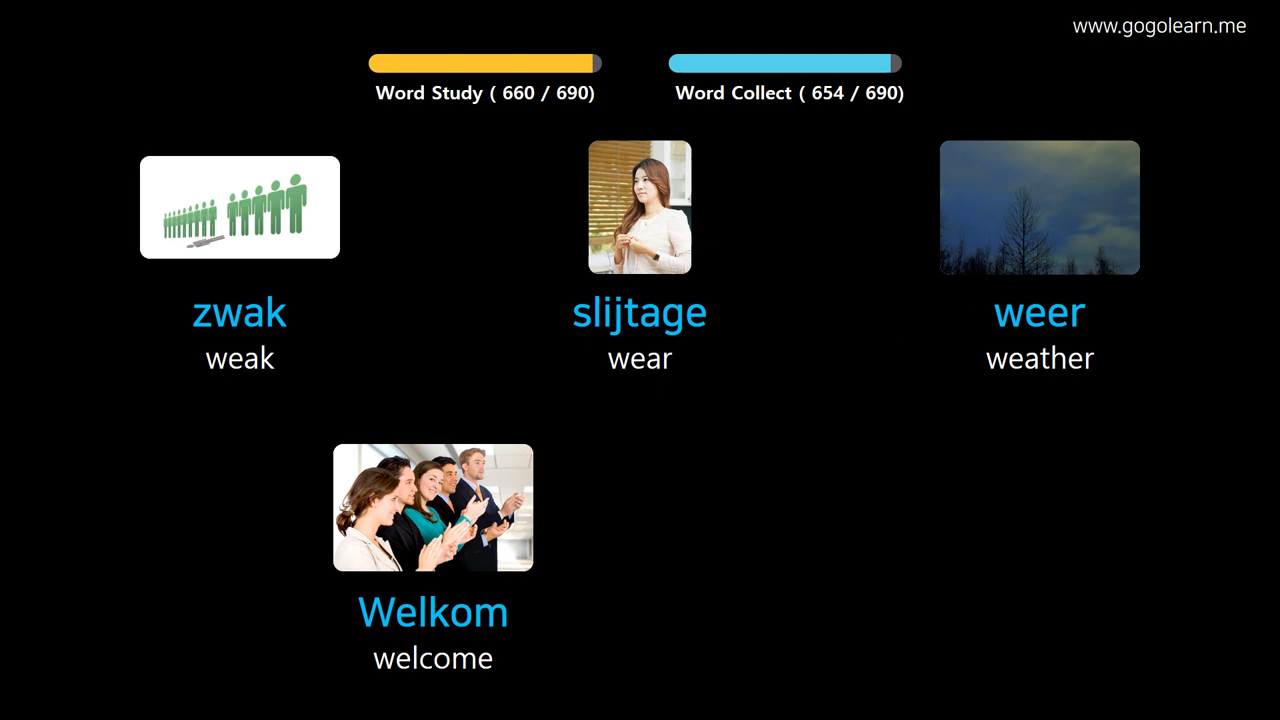 www.gogolearn.me
Word Study ( 660 / 690)
Word Collect ( 654 / 690)
zwak
weak
slijtage
wear
weer
weather
Welkom
welcome